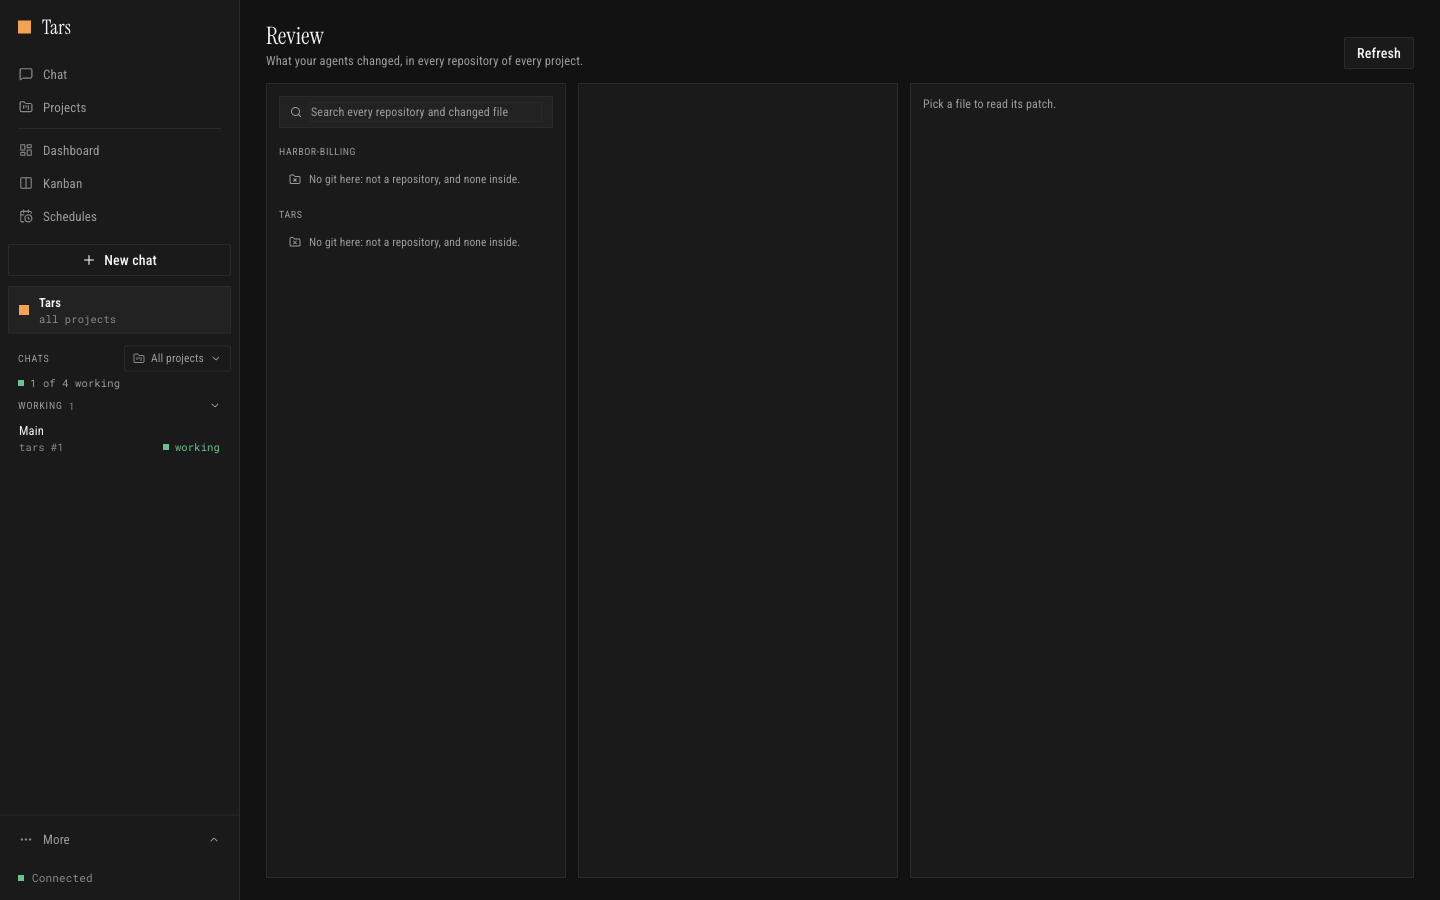 Tars
Chat
Projects
Dashboard
Kanban
Schedules
New chat
Tars
all projects
CHATS
All projects
1 of 4 working
WORKING 1
Main
tars #1
working
More
Connected
Review
What your agents changed, in every repository of every project.
Refresh
Search every repository and changed file
HARBOR-BILLING
No git here: not a repository, and none inside.
TARS
No git here: not a repository, and none inside.
Pick a file to read its patch.